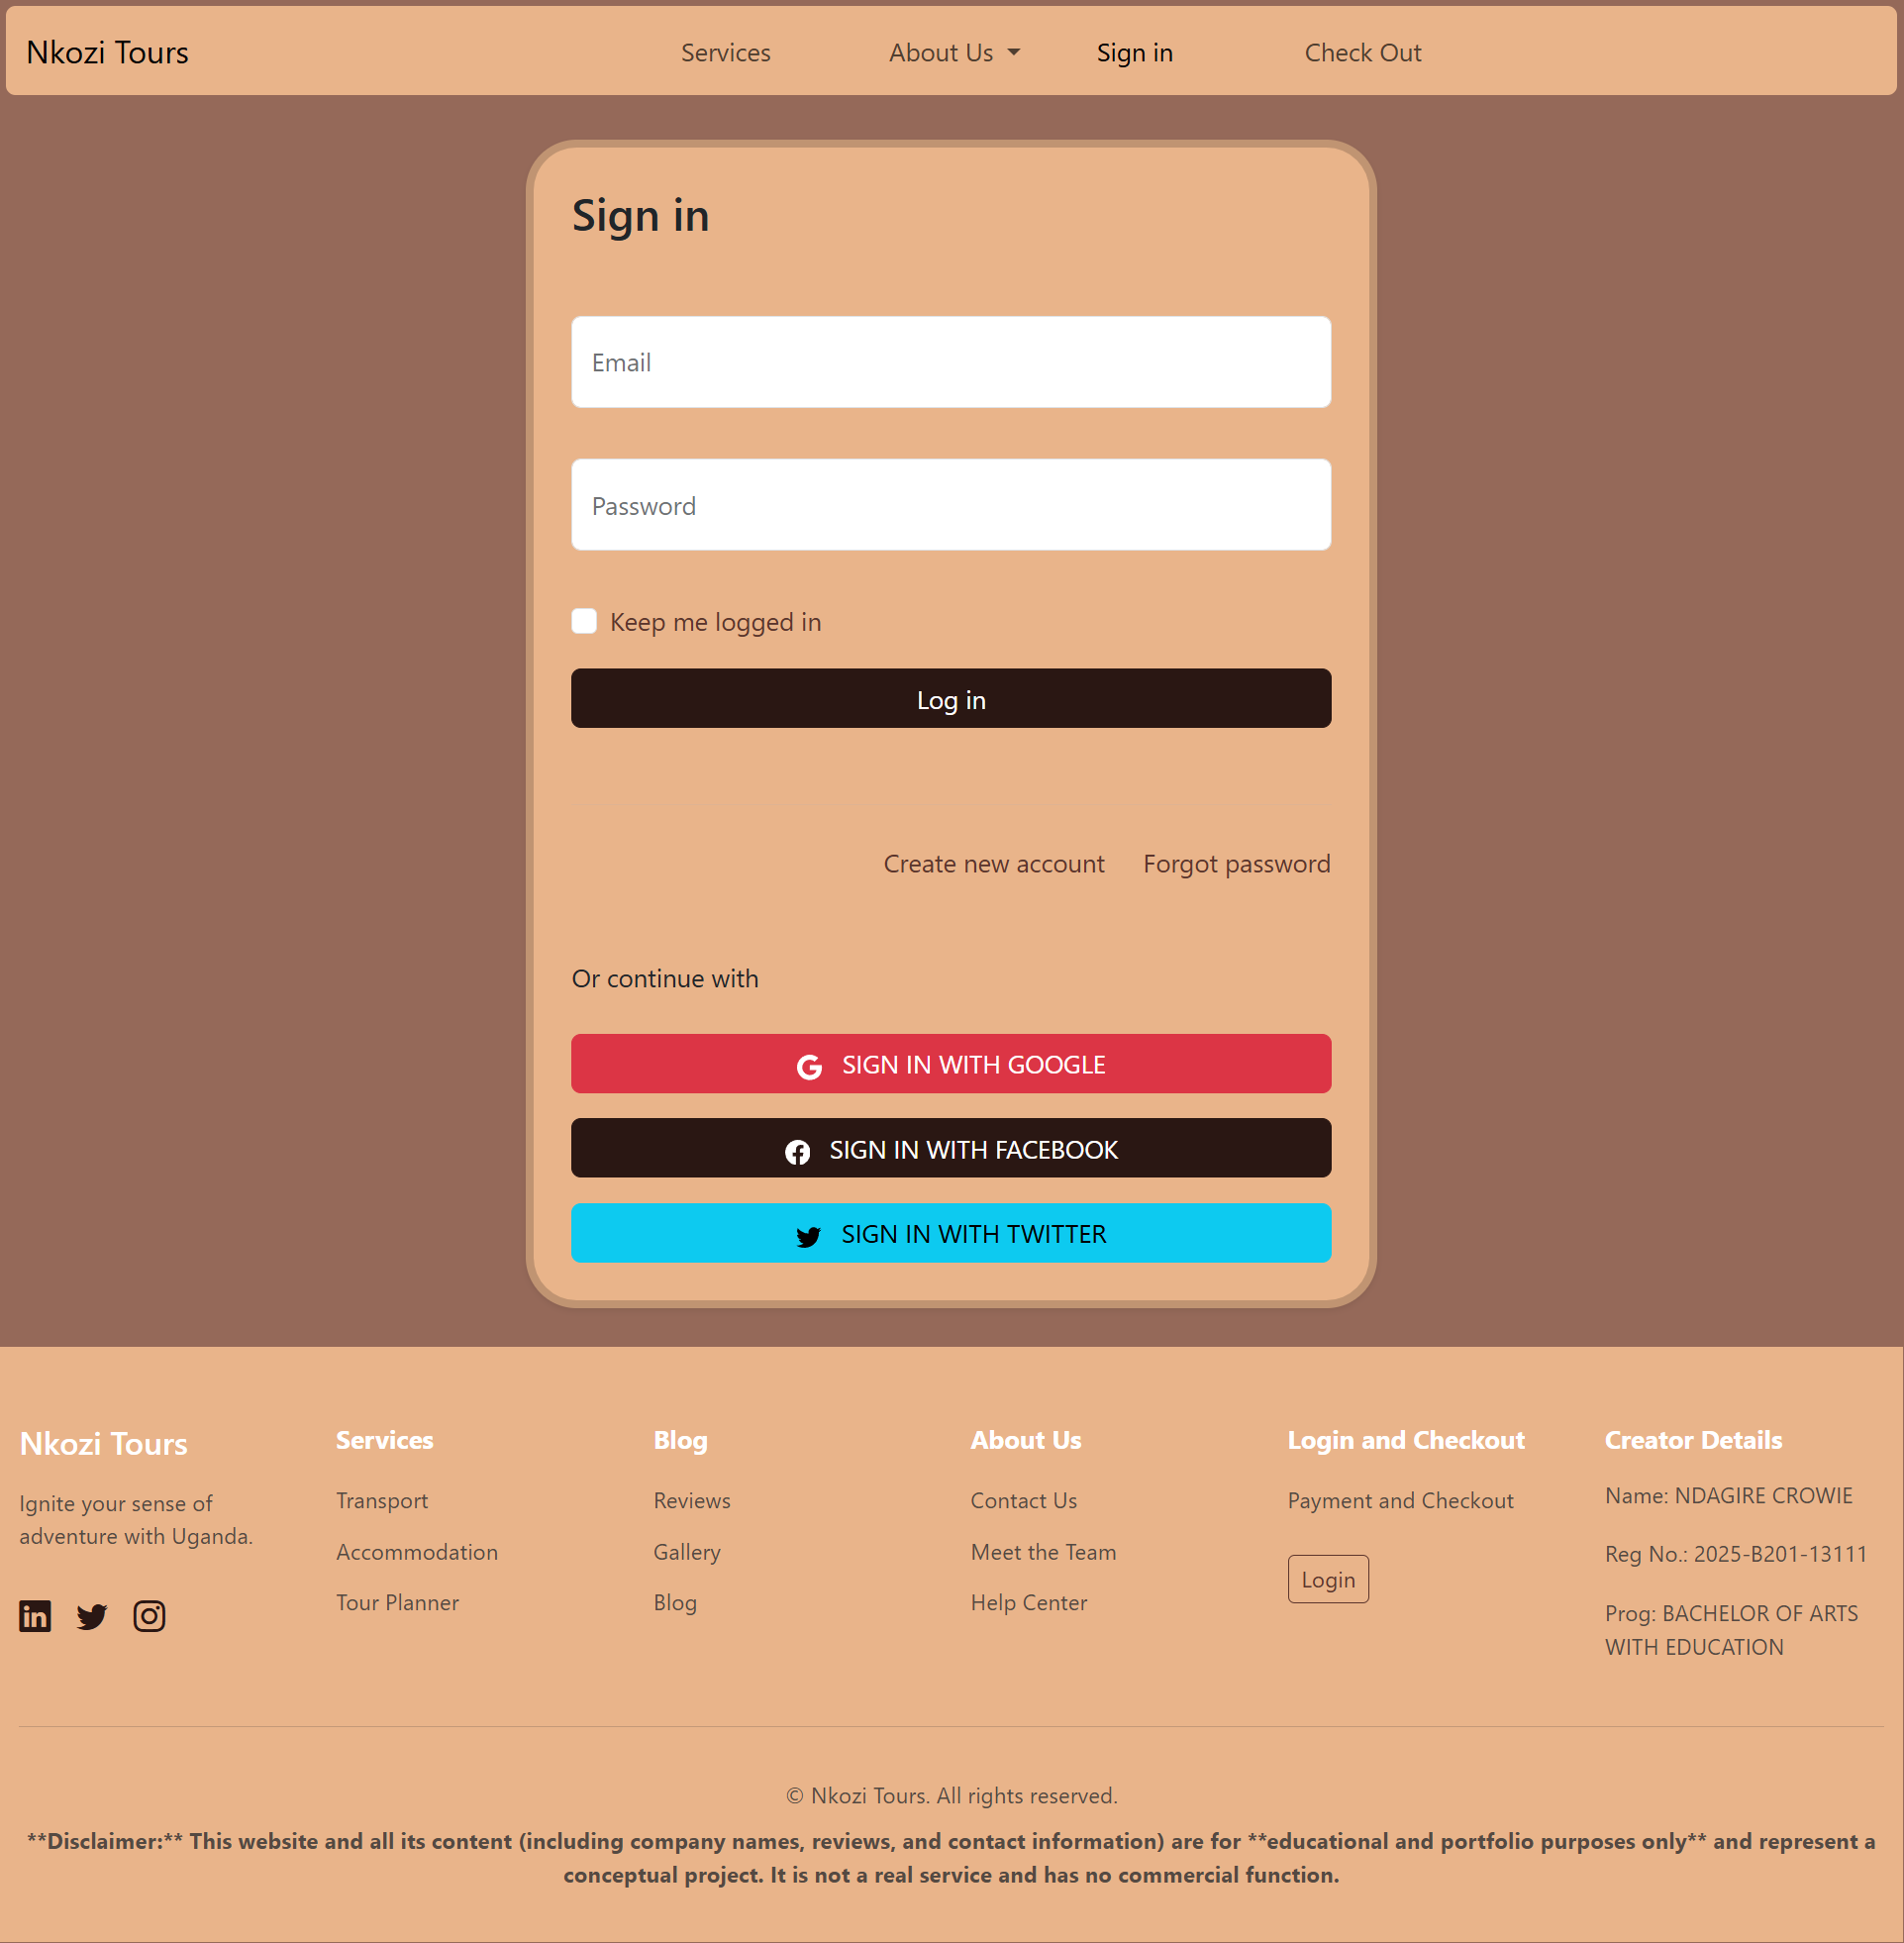 Nkozi Tours
Services
About Us
Sign in
Check Out
Sign in
Email
Password
Keep me logged in
Log in
Create new account
Forgot password
Or continue with
SIGN IN WITH GOOGLE
SIGN IN WITH FACEBOOK
SIGN IN WITH TWITTER
Nkozi Tours
Ignite your sense of
adventure with Uganda.
Services
Transport
Accommodation
Tour Planner
Blog
Reviews
Gallery
Blog
About Us
Contact Us
Meet the Team
Help Center
Login and Checkout
Payment and Checkout
Login
Creator Details
Name: NDAGIRE CROWIE
Reg No.: 2025-B201-13111
Prog: BACHELOR OF ARTS
WITH EDUCATION
© Nkozi Tours. All rights reserved.
**Disclaimer:** This website and all its content (including company names, reviews, and contact information) are for **educational and portfolio purposes only** and represent a
conceptual project. It is not a real service and has no commercial function.